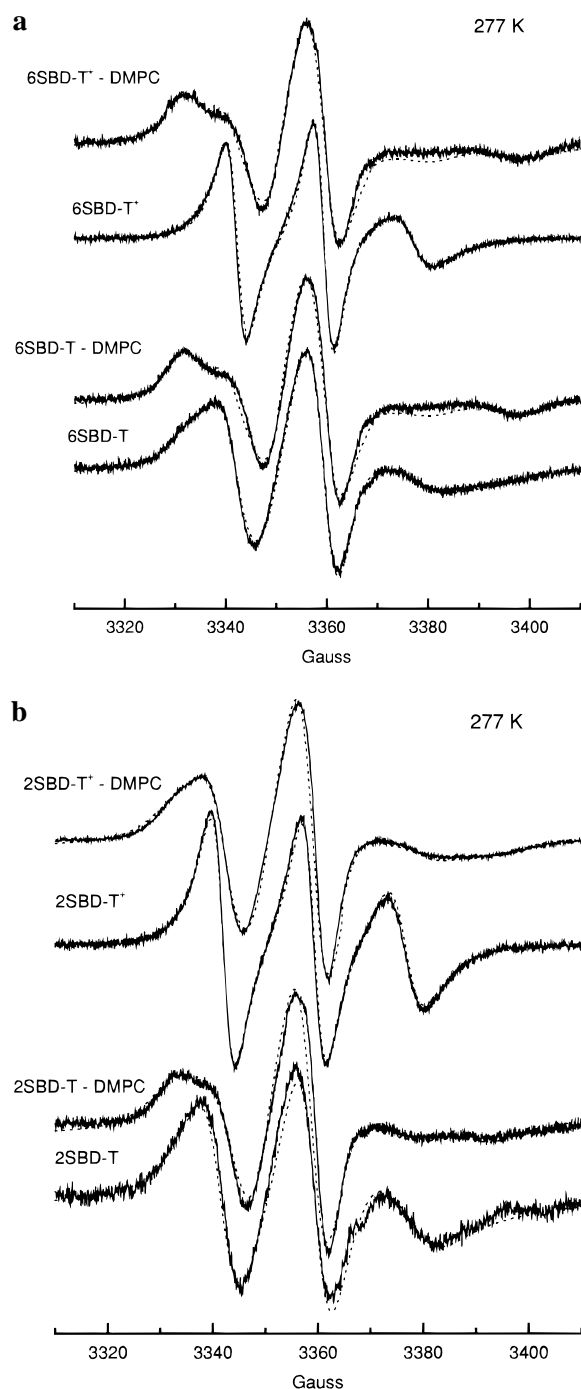 a
277 K
6SBD-T⁺ - DMPC
6SBD-T⁺
6SBD-T - DMPC
6SBD-T
3320 3340 3360 3380 3400
Gauss
b
277 K
2SBD-T⁺ - DMPC
2SBD-T⁺
2SBD-T - DMPC
2SBD-T
3320 3340 3360 3380 3400
Gauss